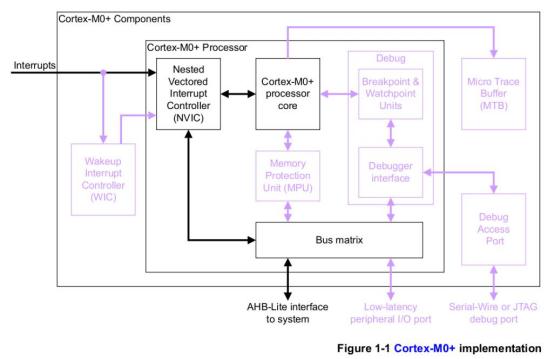 Cortex-M0+ Components
Cortex-M0+ Processor
Interrupts
Nested
Vectored
Interrupt
Controller
(NVIC)
Cortex-M0+
processor
core
Debug
Breakpoint &
Watchpoint
Units
Micro Trace
Buffer
(MTB)
Wakeup
Interrupt
Controller
(WIC)
Memory
Protection
Unit (MPU)
Debugger
interface
Debug
Access
Port
Bus matrix
AHB-Lite interface
to system
Low-latency
peripheral I/O port
Serial-Wire or JTAG
debug port
Figure 1-1 Cortex-M0+ implementation